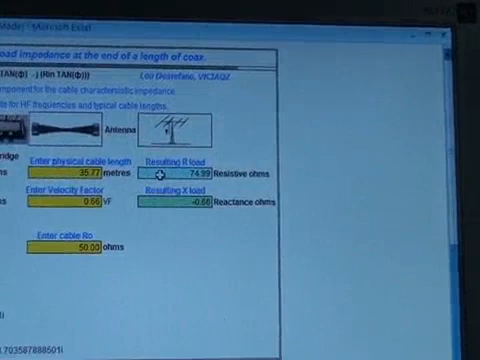 Made] - Microsoft Excel
oad impedance at the end of a length of coax.
TAN(Φ) - j (Rin TAN(Φ)))
mponent for the cable characteristic impedance.
ts for HF frequencies and typical cable lengths.
Antenna
ridge
Enter physical cable length Resulting R load
ms 35.77 metres 74.99 Resistive ohms
Enter Velocity Factor Resulting X load
ms 0.66 VF -0.66 Reactance ohms
Enter cable Ro
50.00 ohms